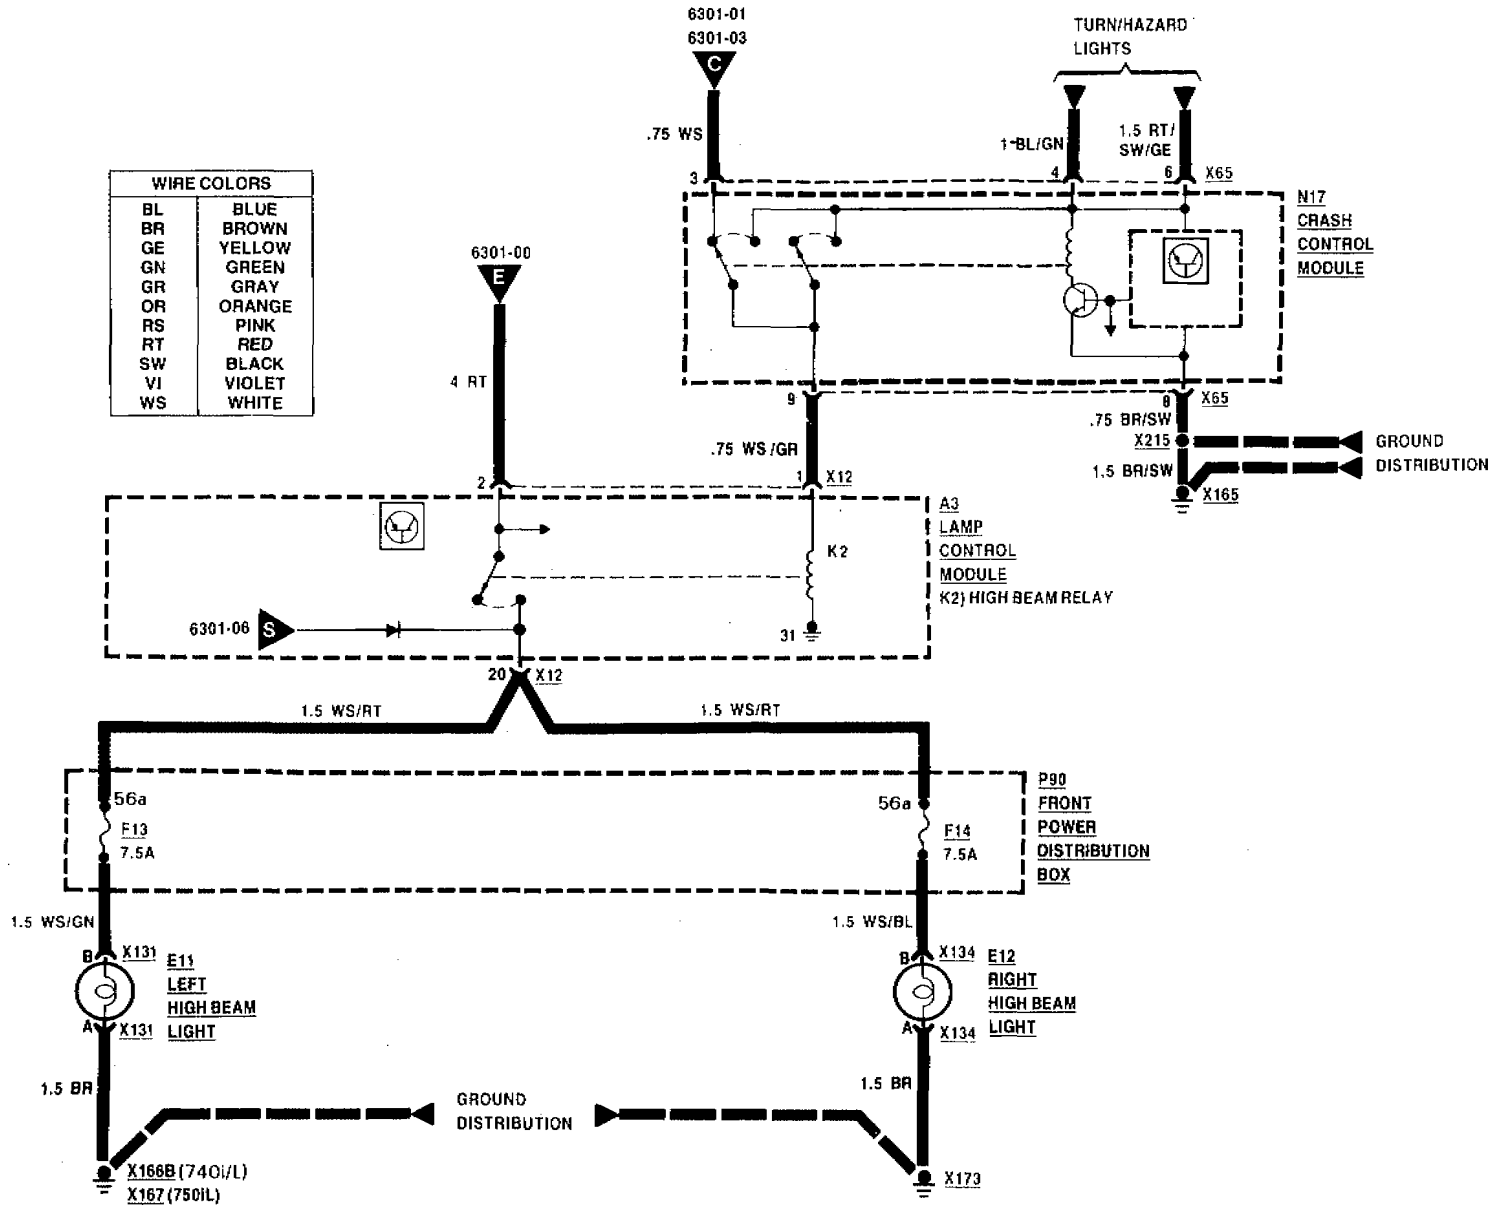 6301-01
6301-03
C
TURN/HAZARD
LIGHTS
.75 WS
1-BL/GN
1.5 RT/
SW/GE
3
4
6
X65
WIRE COLORS
BL BLUE
BR BROWN
GE YELLOW
GN GREEN
GR GRAY
OR ORANGE
RS PINK
RT RED
SW BLACK
VI VIOLET
WS WHITE
N17
CRASH
CONTROL
MODULE
6301-00
E
4 RT
9
8
X65
.75 WS/GR
.75 BR/SW
X215
GROUND
DISTRIBUTION
1.5 BR/SW
X165
2
1
X12
A3
LAMP
CONTROL
MODULE
K2) HIGH BEAM RELAY
K2
6301-06
S
31
20
X12
1.5 WS/RT
1.5 WS/RT
56a
F13
7.5A
56a
F14
7.5A
P90
FRONT
POWER
DISTRIBUTION
BOX
1.5 WS/GN
1.5 WS/BL
B
X131
E11
LEFT
HIGH BEAM
LIGHT
A
X131
B
X134
E12
RIGHT
HIGH BEAM
LIGHT
A
X134
1.5 BR
1.5 BR
GROUND
DISTRIBUTION
X166B (740i/L)
X167 (750iL)
X173